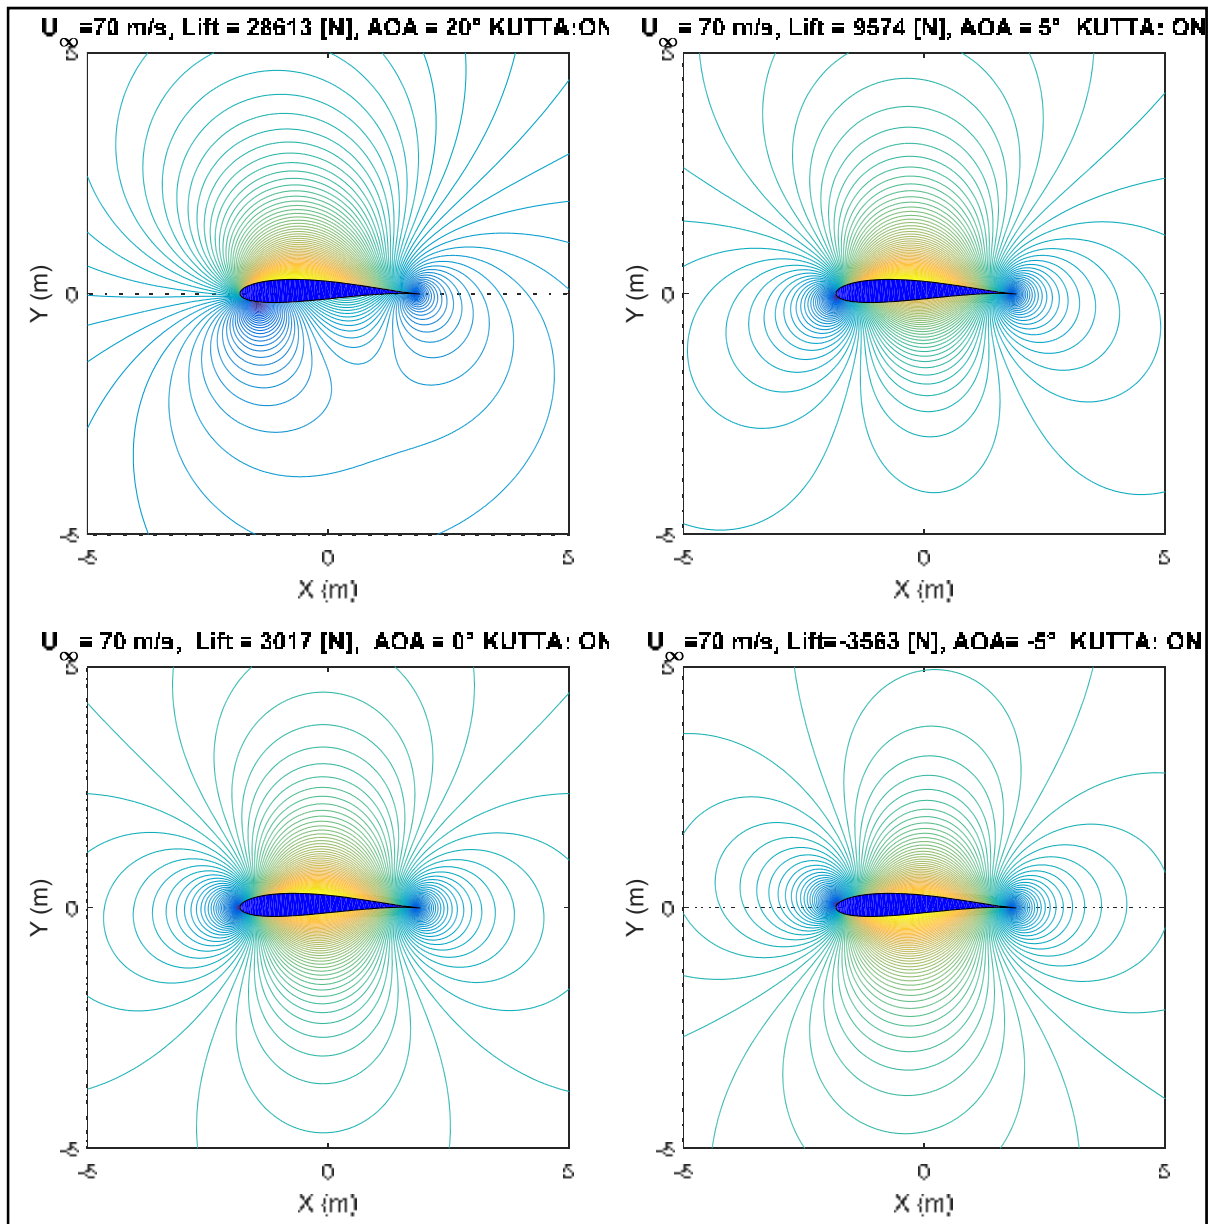 U∞=70 m/s, Lift = 28613 [N], AOA = 20° KUTTA:ON
5
Y (m)
0
-5
-5 0 5
X (m)
U∞= 70 m/s, Lift = 9574 [N], AOA = 5° KUTTA: ON
5
Y (m)
0
-5
-5 0 5
X (m)
U∞= 70 m/s, Lift = 3017 [N], AOA = 0° KUTTA: ON
5
Y (m)
0
-5
-5 0 5
X (m)
U∞=70 m/s, Lift=-3563 [N], AOA= -5° KUTTA: ON
5
Y (m)
0
-5
-5 0 5
X (m)